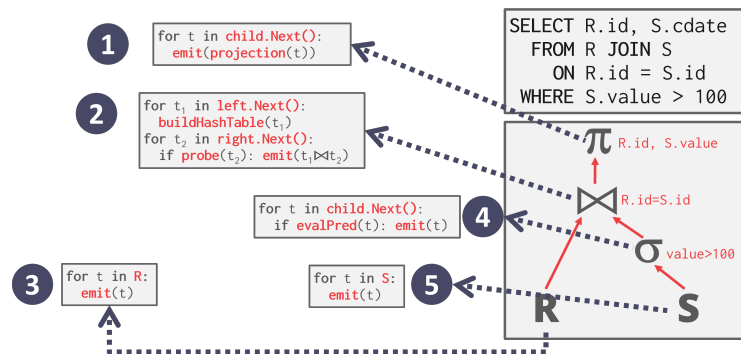 1
for t in child.Next():
emit(projection(t))
2
for t₁ in left.Next():
buildHashTable(t₁)
for t₂ in right.Next():
if probe(t₂): emit(t₁⋈t₂)
for t in child.Next():
if evalPred(t): emit(t)
4
3
for t in R:
emit(t)
for t in S:
emit(t)
5
SELECT R.id, S.cdate
FROM R JOIN S
ON R.id = S.id
WHERE S.value > 100
π R.id, S.value
⋈ R.id=S.id
σ value>100
R
S